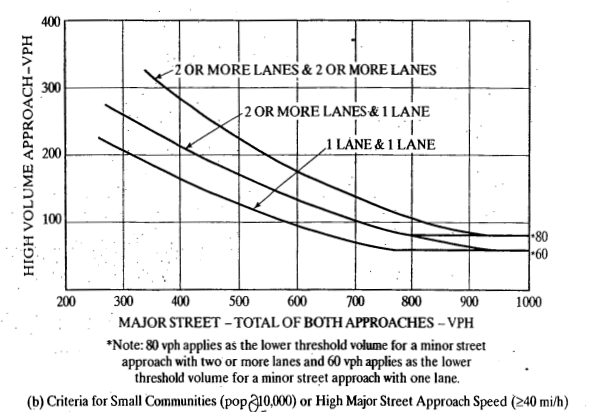 400
300
200
100
HIGH VOLUME APPROACH–VPH
2 OR MORE LANES & 2 OR MORE LANES
2 OR MORE LANES & 1 LANE
1 LANE & 1 LANE
*80
*60
200 300 400 500 600 700 800 900 1000
MAJOR STREET – TOTAL OF BOTH APPROACHES – VPH
*Note: 80 vph applies as the lower threshold volume for a minor street
approach with two or more lanes and 60 vph applies as the lower
threshold volume for a minor street approach with one lane.
(b) Criteria for Small Communities (pop 10,000) or High Major Street Approach Speed (≥40 mi/h)